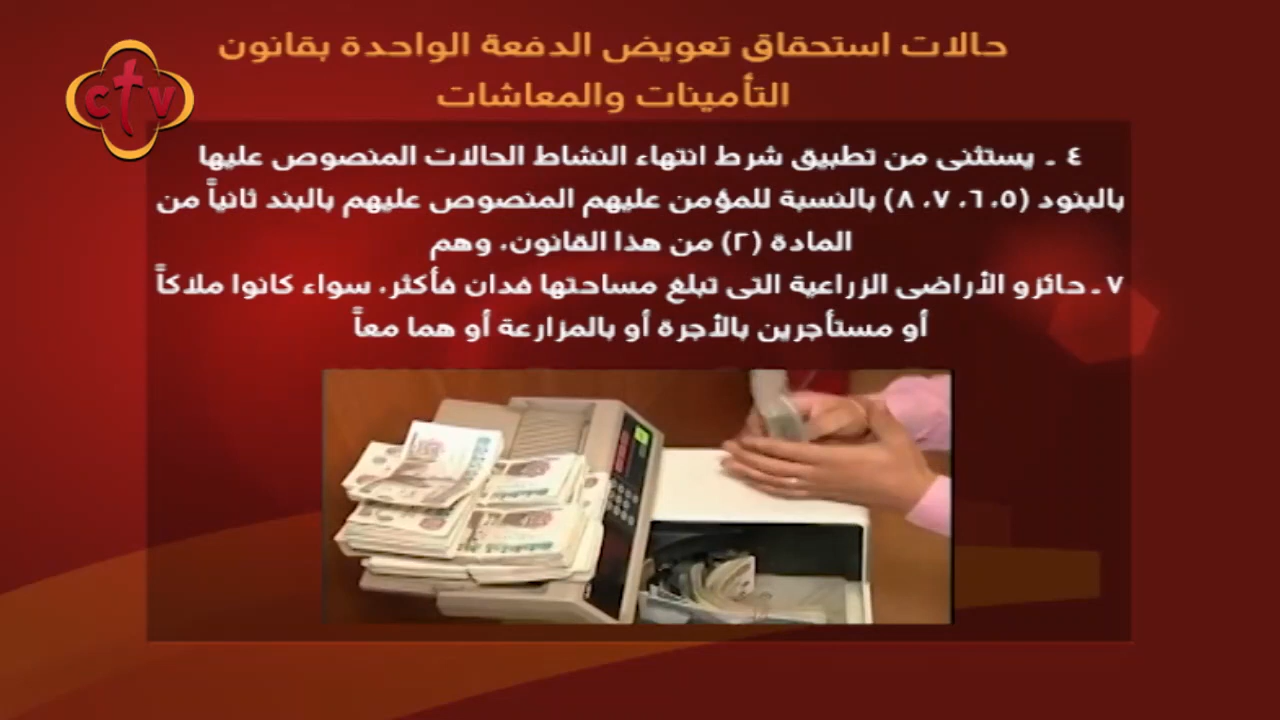 حالات استحقاق تعويض الدفعة الواحدة بقانون
التأمينات والمعاشات
ctv
٤ ـ يستثنى من تطبيق شرط انتهاء النشاط الحالات المنصوص عليها
بالبنود (٥، ٦، ٧، ٨) بالنسبة للمؤمن عليهم المنصوص عليهم بالبند ثانياً من
المادة (٢) من هذا القانون، وهم
٧ ـ حائزو الأراضى الزراعية التى تبلغ مساحتها فدان فأكثر، سواء كانوا ملاكاً
أو مستأجرين بالأجرة أو بالمزارعة أو هما معاً